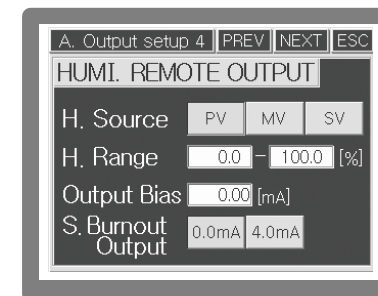 A. Output setup 4 PREV NEXT ESC
HUMI. REMOTE OUTPUT
H. Source PV MV SV
H. Range 0.0 - 100.0 [%]
Output Bias 0.00 [mA]
S. Burnout
Output 0.0mA 4.0mA